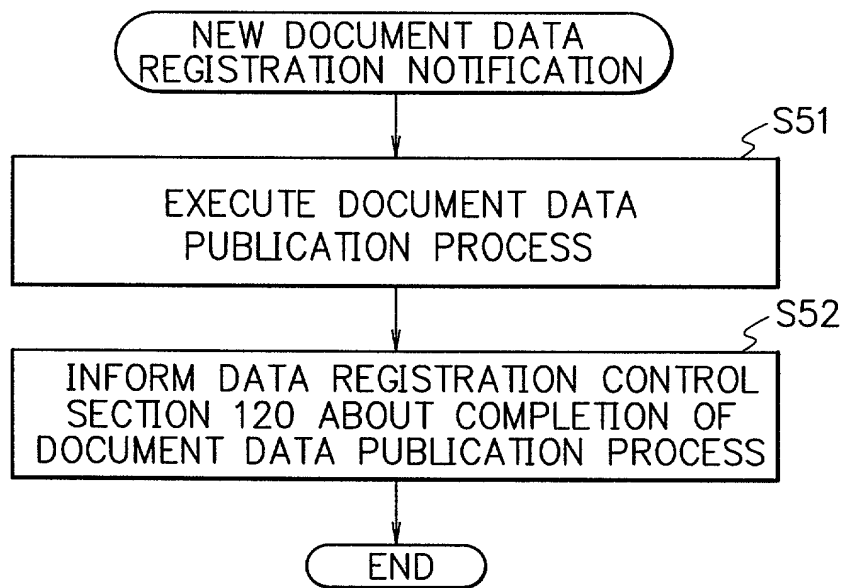 NEW DOCUMENT DATA
REGISTRATION NOTIFICATION
S51
EXECUTE DOCUMENT DATA
PUBLICATION PROCESS
S52
INFORM DATA REGISTRATION CONTROL
SECTION 120 ABOUT COMPLETION OF
DOCUMENT DATA PUBLICATION PROCESS
END